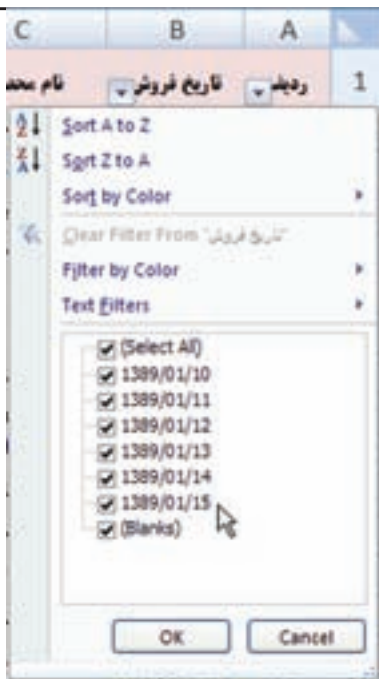 C B A
نام محصـ تاریخ فروش ردیف 1
Sort A to Z
Sort Z to A
Sort by Color
Clear Filter From "تاریخ فروش"
Filter by Color
Text Filters
(Select All)
1389/01/10
1389/01/11
1389/01/12
1389/01/13
1389/01/14
1389/01/15
(Blanks)
OK Cancel